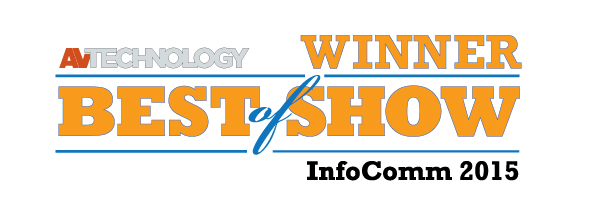 AVTECHNOLOGY WINNER
BEST of SHOW
InfoComm 2015